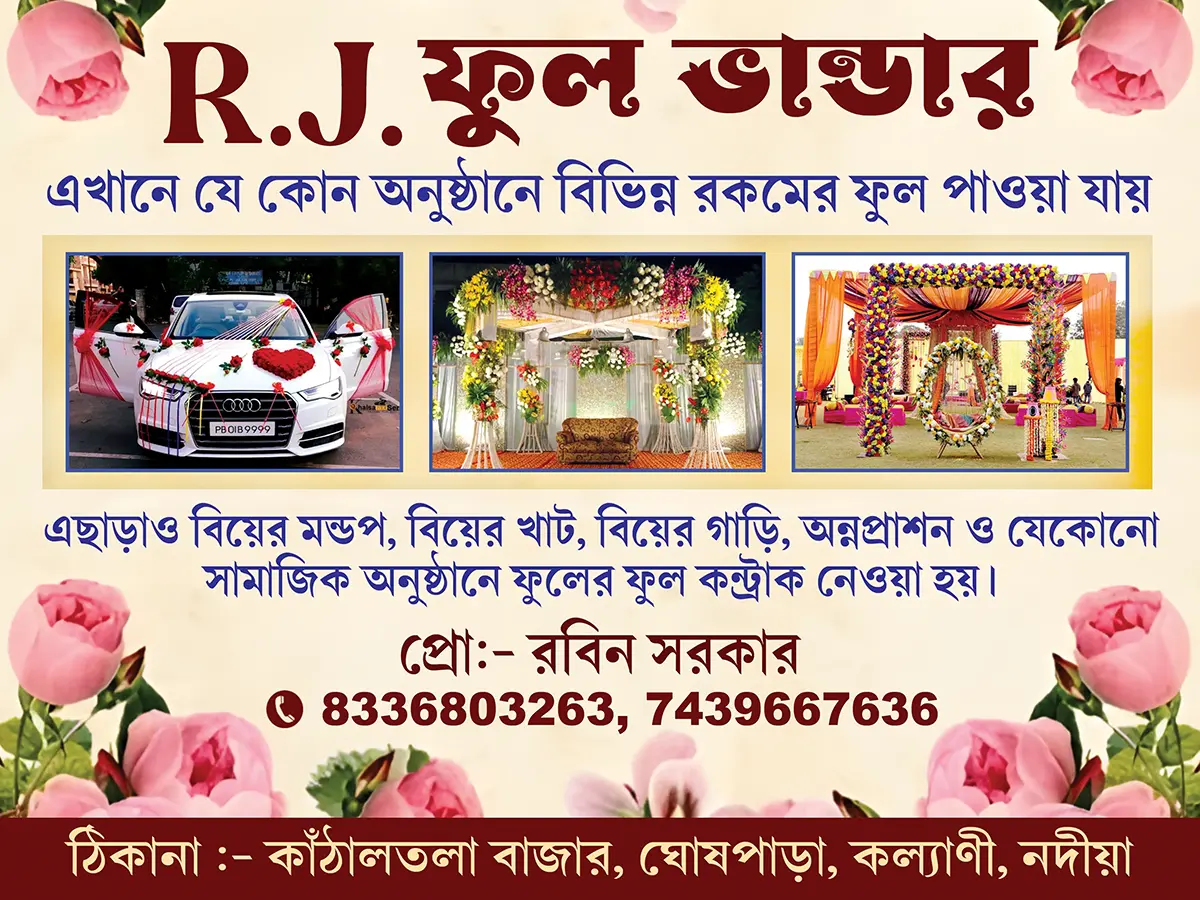 R.J. ফুল ভান্ডার
এখানে যে কোন অনুষ্ঠানে বিভিন্ন রকমের ফুল পাওয়া যায়
PB01B9999
এছাড়াও বিয়ের মন্ডপ, বিয়ের খাট, বিয়ের গাড়ি, অন্নপ্রাশন ও যেকোনো
সামাজিক অনুষ্ঠানে ফুলের ফুল কন্ট্রাক নেওয়া হয়।
প্রো:- রবিন সরকার
8336803263, 7439667636
ঠিকানা :- কাঁঠালতলা বাজার, ঘোষপাড়া, কল্যাণী, নদীয়া